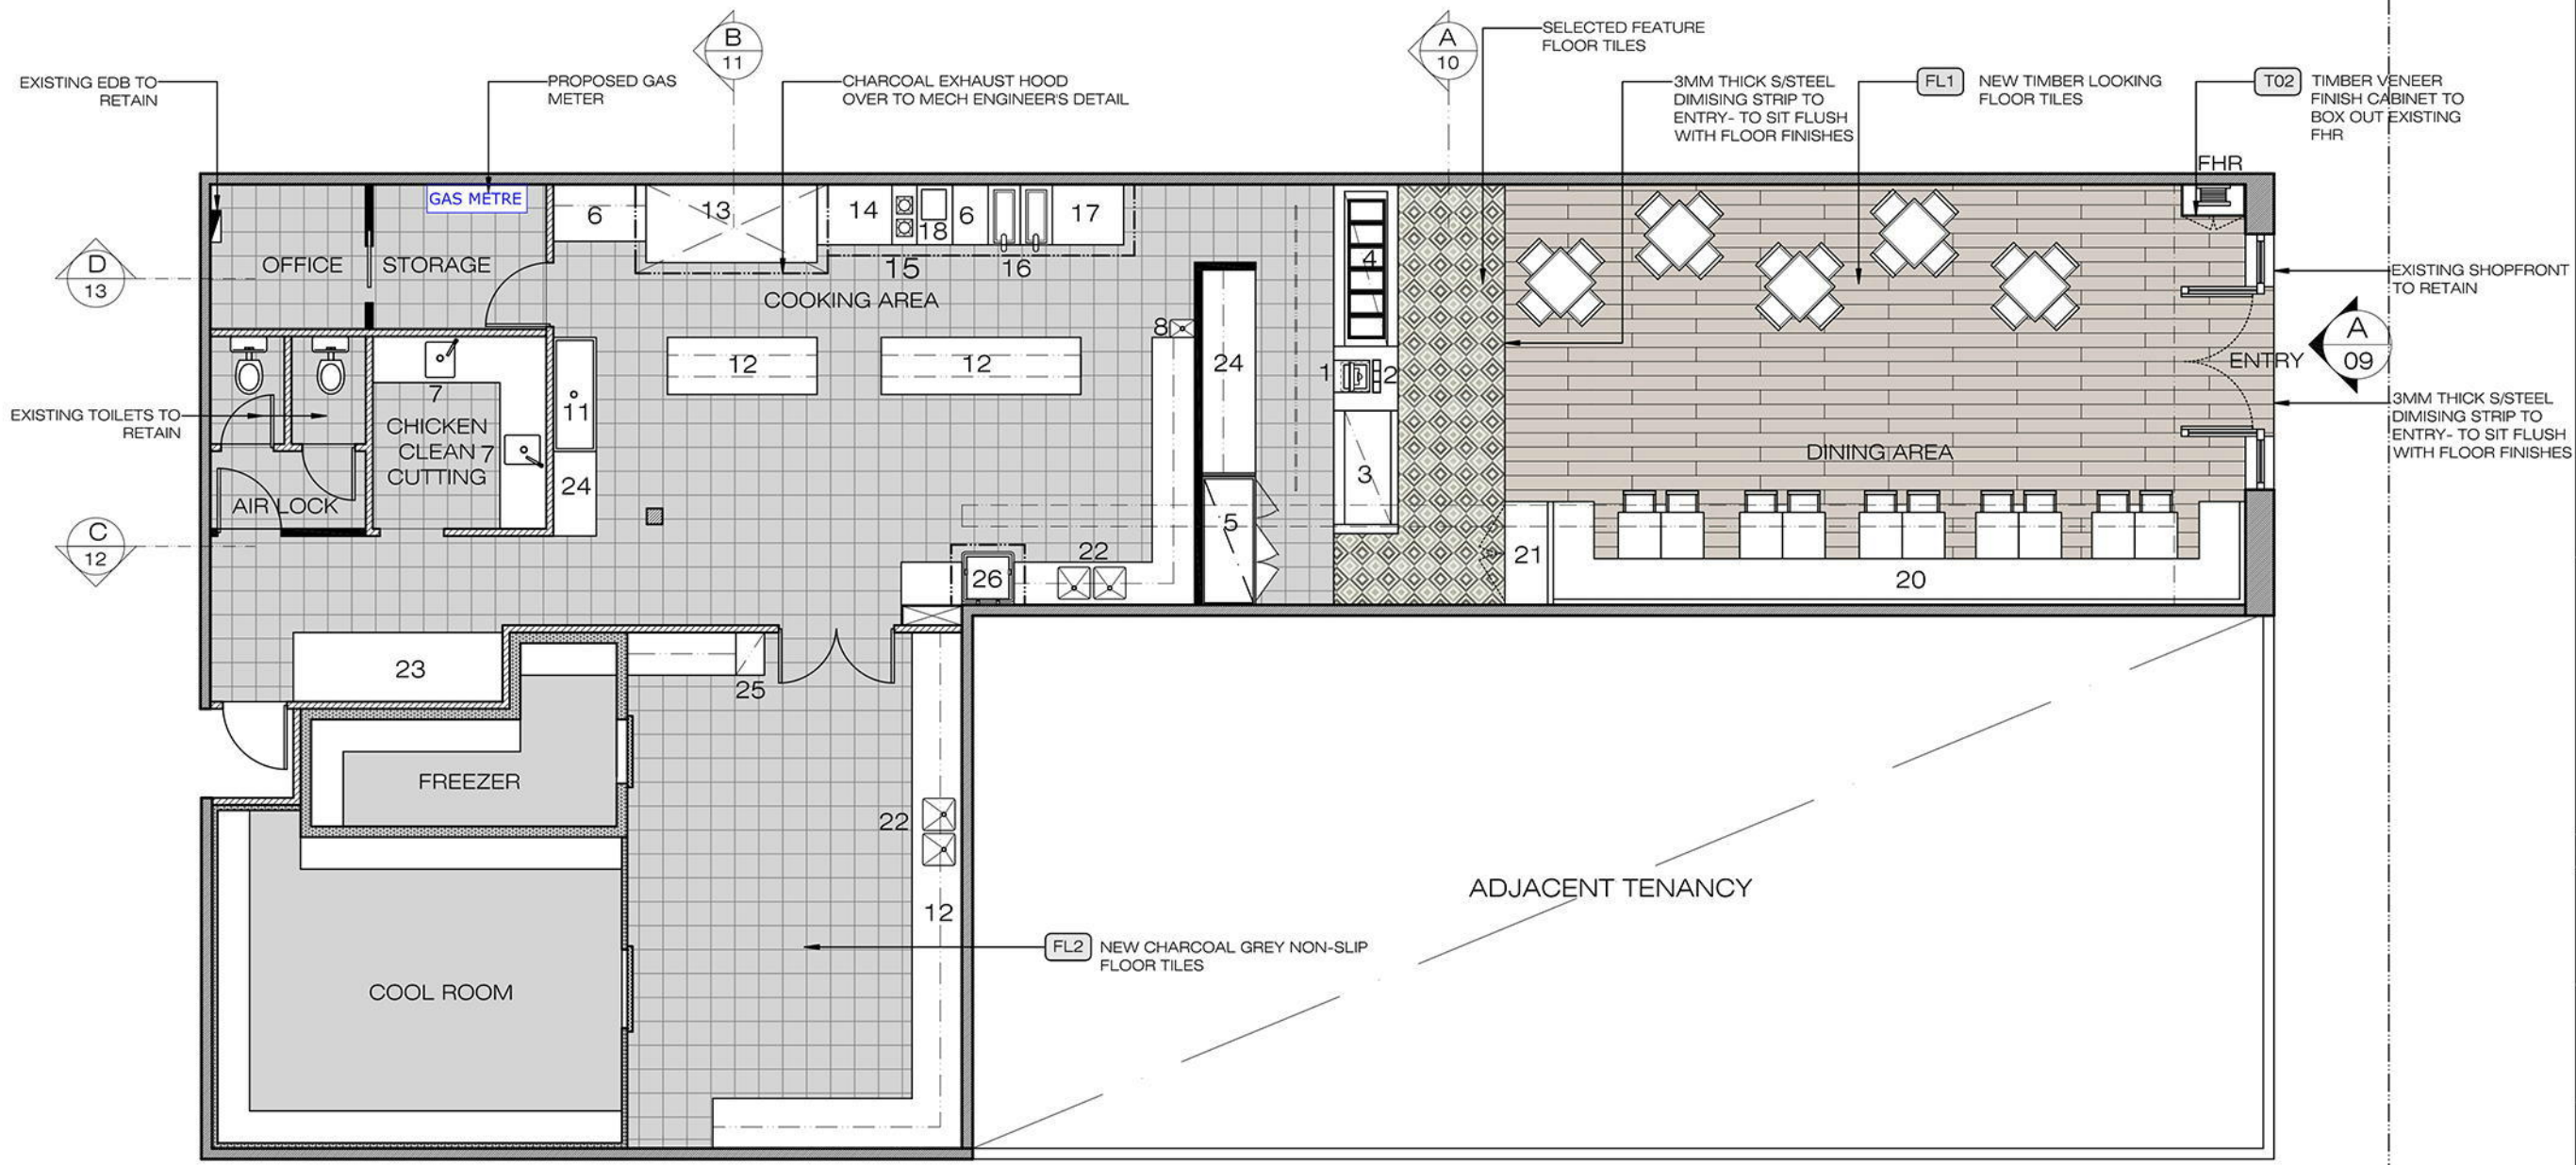 B
11
A
10
SELECTED FEATURE
FLOOR TILES
EXISTING EDB TO
RETAIN
PROPOSED GAS
METER
CHARCOAL EXHAUST HOOD
OVER TO MECH ENGINEER'S DETAIL
3MM THICK S/STEEL
DIMISING STRIP TO
ENTRY- TO SIT FLUSH
WITH FLOOR FINISHES
FL1
NEW TIMBER LOOKING
FLOOR TILES
T02
TIMBER VENEER
FINISH CABINET TO
BOX OUT EXISTING
FHR
FHR
GAS METRE
6
13
14
18
6
17
15
16
4
D
13
OFFICE
STORAGE
COOKING AREA
EXISTING SHOPFRONT
TO RETAIN
8
12
12
24
1
2
ENTRY
A
09
7
EXISTING TOILETS TO
RETAIN
CHICKEN
CLEAN 7
CUTTING
11
3MM THICK S/STEEL
DIMISING STRIP TO
ENTRY- TO SIT FLUSH
WITH FLOOR FINISHES
DINING AREA
24
3
AIR LOCK
5
C
12
22
26
21
20
23
25
FREEZER
22
12
ADJACENT TENANCY
FL2
NEW CHARCOAL GREY NON-SLIP
FLOOR TILES
COOL ROOM